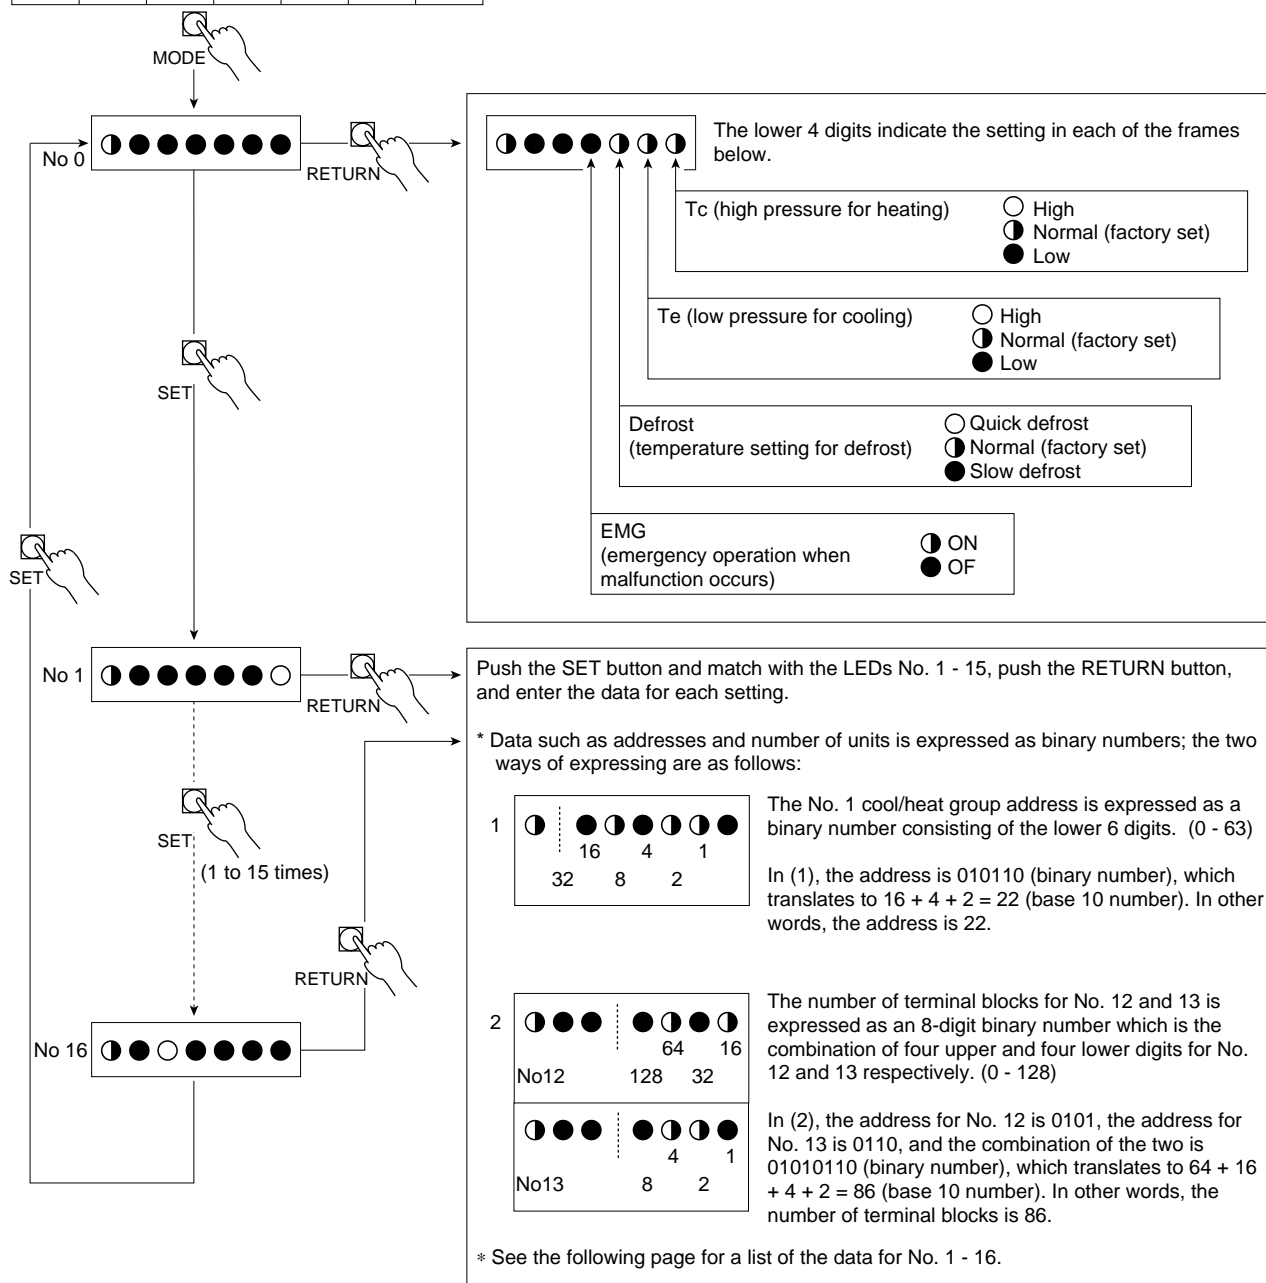 MODE
No 0
RETURN
The lower 4 digits indicate the setting in each of the frames
below.
Tc (high pressure for heating)
High
Normal (factory set)
Low
Te (low pressure for cooling)
High
Normal (factory set)
Low
SET
Defrost
(temperature setting for defrost)
Quick defrost
Normal (factory set)
Slow defrost
EMG
(emergency operation when
malfunction occurs)
ON
OF
SET
No 1
RETURN
Push the SET button and match with the LEDs No. 1 - 15, push the RETURN button,
and enter the data for each setting.
* Data such as addresses and number of units is expressed as binary numbers; the two
ways of expressing are as follows:
SET
(1 to 15 times)
1
16 4 1
32 8 2
The No. 1 cool/heat group address is expressed as a
binary number consisting of the lower 6 digits. (0 - 63)
In (1), the address is 010110 (binary number), which
translates to 16 + 4 + 2 = 22 (base 10 number). In other
words, the address is 22.
RETURN
No 16
2
64 16
No12 128 32
The number of terminal blocks for No. 12 and 13 is
expressed as an 8-digit binary number which is the
combination of four upper and four lower digits for No.
12 and 13 respectively. (0 - 128)
4 1
No13 8 2
In (2), the address for No. 12 is 0101, the address for
No. 13 is 0110, and the combination of the two is
01010110 (binary number), which translates to 64 + 16
+ 4 + 2 = 86 (base 10 number). In other words, the
number of terminal blocks is 86.
* See the following page for a list of the data for No. 1 - 16.